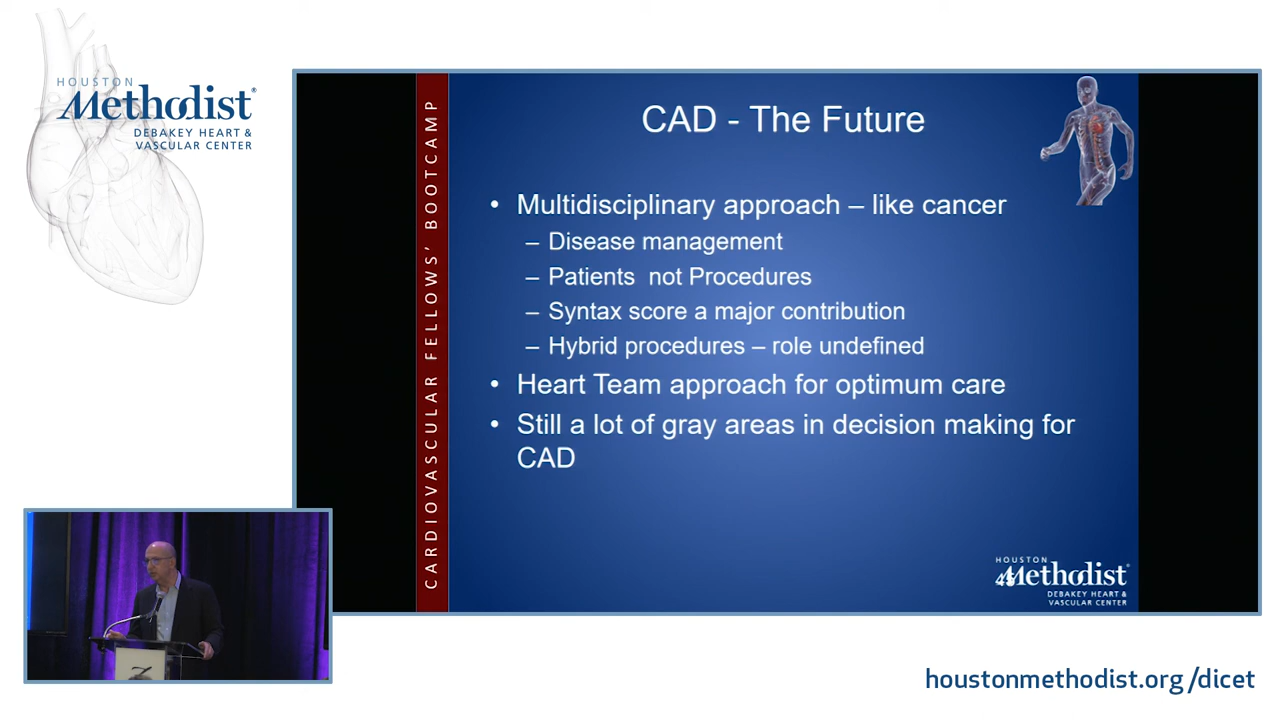 HOUSTON
Methodist®
DEBAKEY HEART &
VASCULAR CENTER
CARDIOVASCULAR FELLOWS' BOOTCAMP
CAD - The Future
• Multidisciplinary approach – like cancer
– Disease management
– Patients not Procedures
– Syntax score a major contribution
– Hybrid procedures – role undefined
• Heart Team approach for optimum care
• Still a lot of gray areas in decision making for
CAD
HOUSTON
Methodist®
DEBAKEY HEART &
VASCULAR CENTER
houstonmethodist.org/dicet